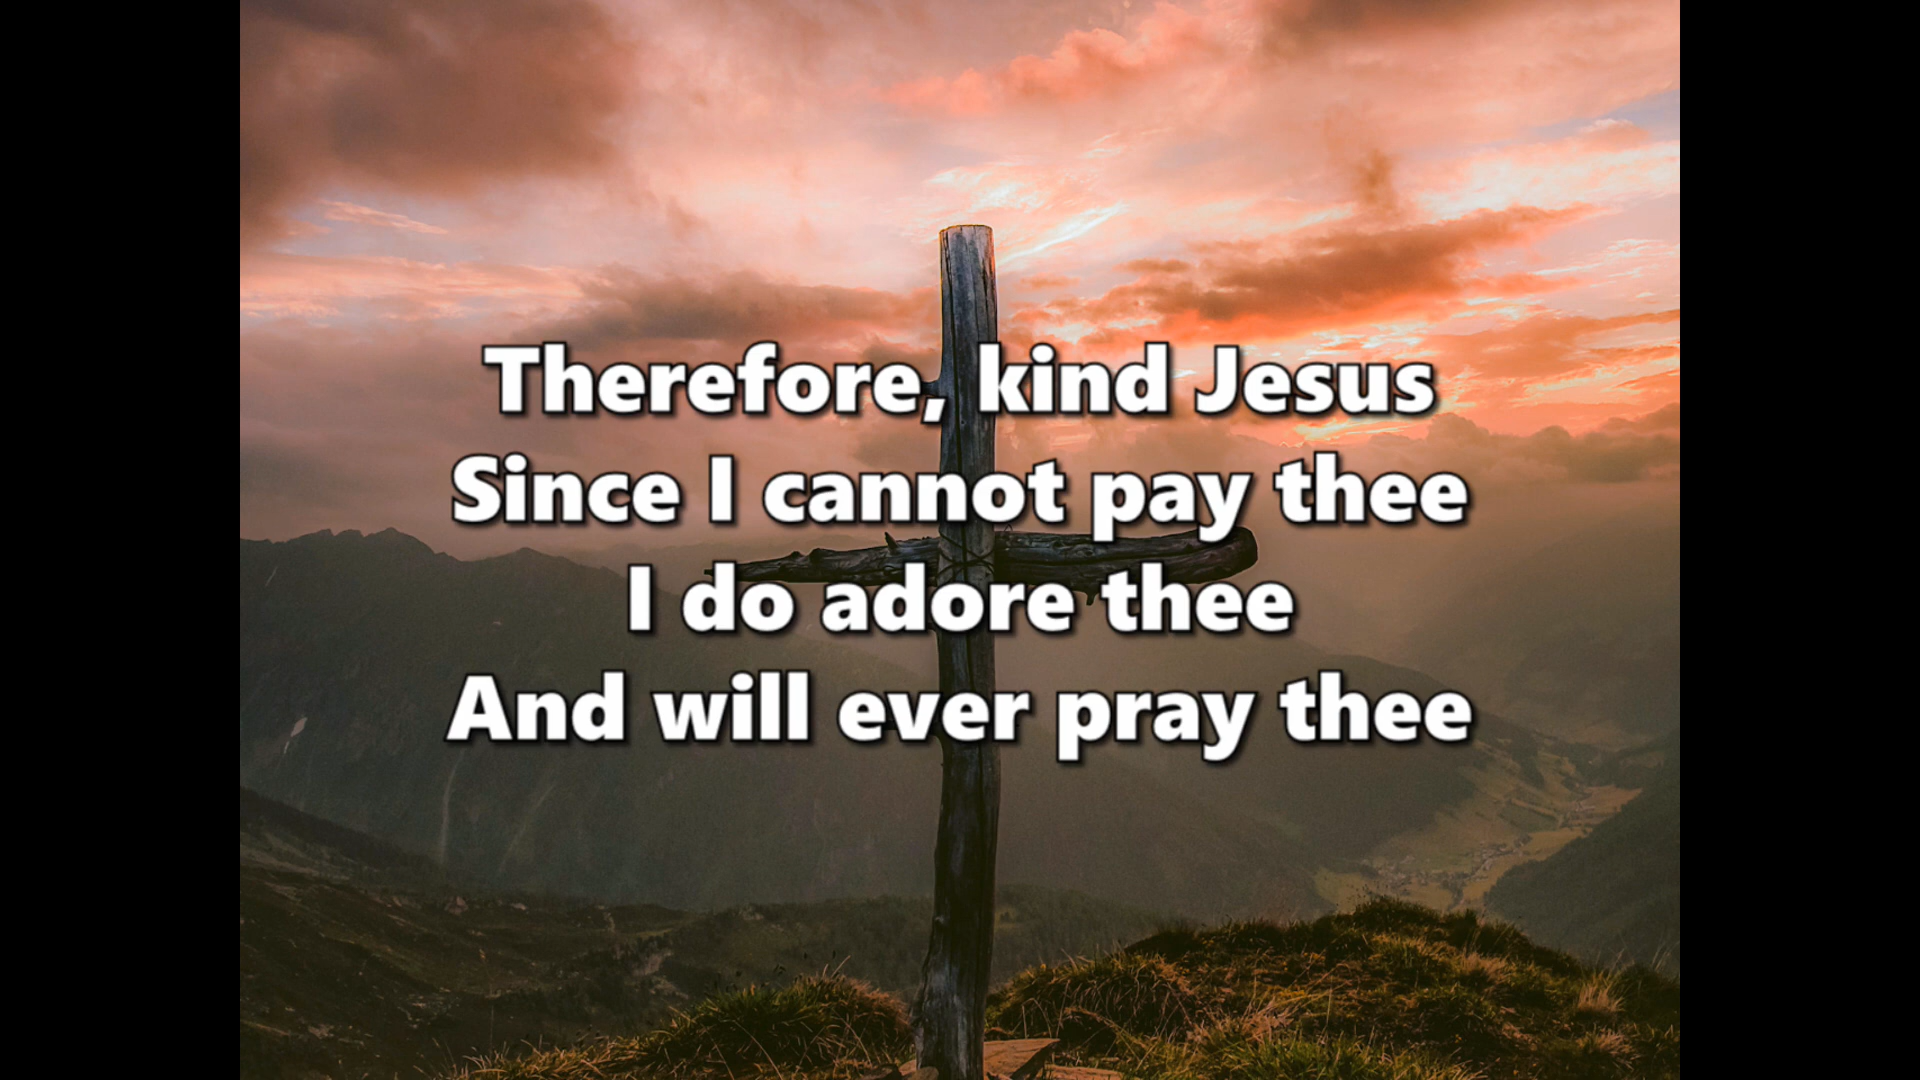 Therefore, kind Jesus
Since I cannot pay thee
I do adore thee
And will ever pray thee